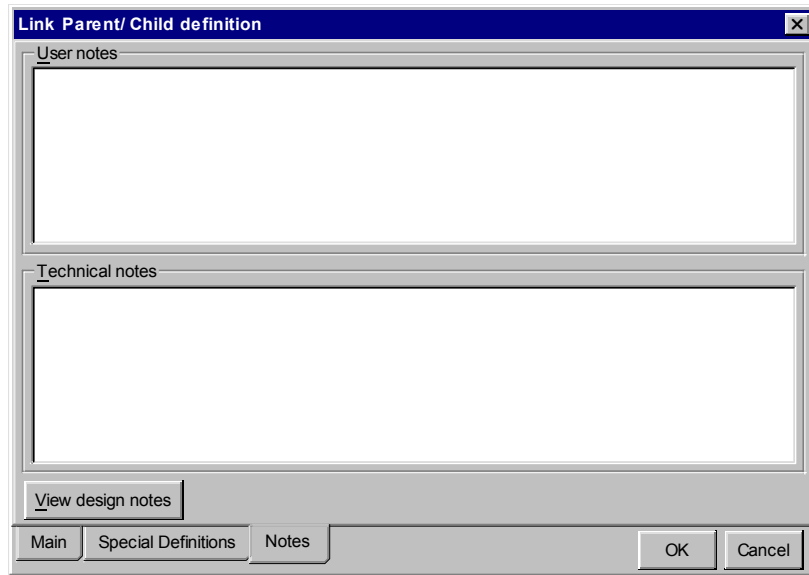 Link Parent/ Child definition
User notes
Technical notes
View design notes
Main Special Definitions Notes OK Cancel